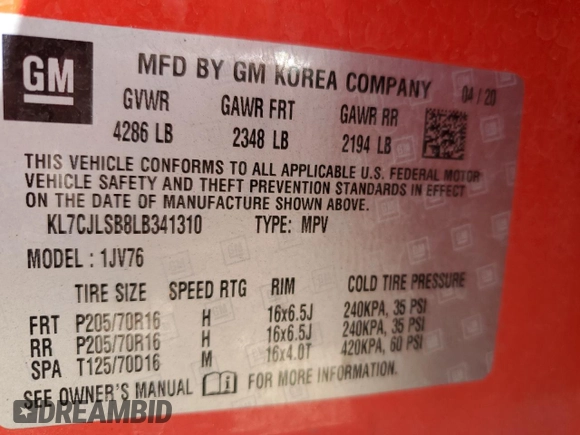 GM
MFD BY GM KOREA COMPANY
04 / 20
GVWR GAWR FRT GAWR RR
4286 LB 2348 LB 2194 LB
THIS VEHICLE CONFORMS TO ALL APPLICABLE U.S. FEDERAL MOTOR
VEHICLE SAFETY AND THEFT PREVENTION STANDARDS IN EFFECT
ON THE DATE OF MANUFACTURE SHOWN ABOVE.
KL7CJLSB8LB341310 TYPE: MPV
MODEL: 1JV76
TIRE SIZE SPEED RTG RIM COLD TIRE PRESSURE
FRT P205/70R16 H 16x6.5J 240KPA, 35 PSI
RR P205/70R16 H 16x6.5J 240KPA, 35 PSI
SPA T125/70D16 M 16x4.0T 420KPA, 60 PSI
SEE OWNER'S MANUAL FOR MORE INFORMATION.
DREAMBID